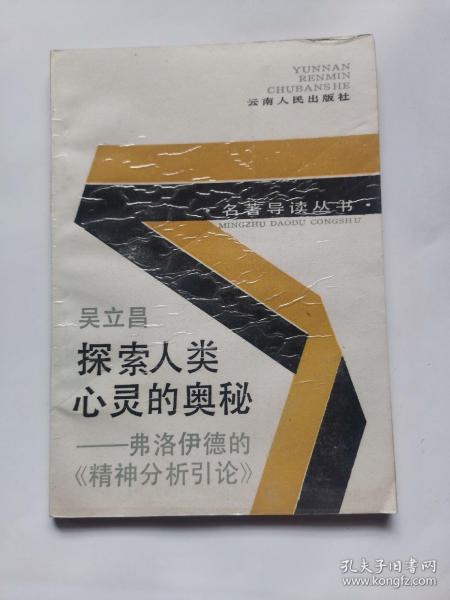 YUNNAN
RENMIN
CHUBANSHE
云南人民出版社
·名著导读丛书·
MINGZHU DAODU CONGSHU
吴立昌
探索人类
心灵的奥秘
——弗洛伊德的
《精神分析引论》
孔夫子旧书网
www.kongfz.com